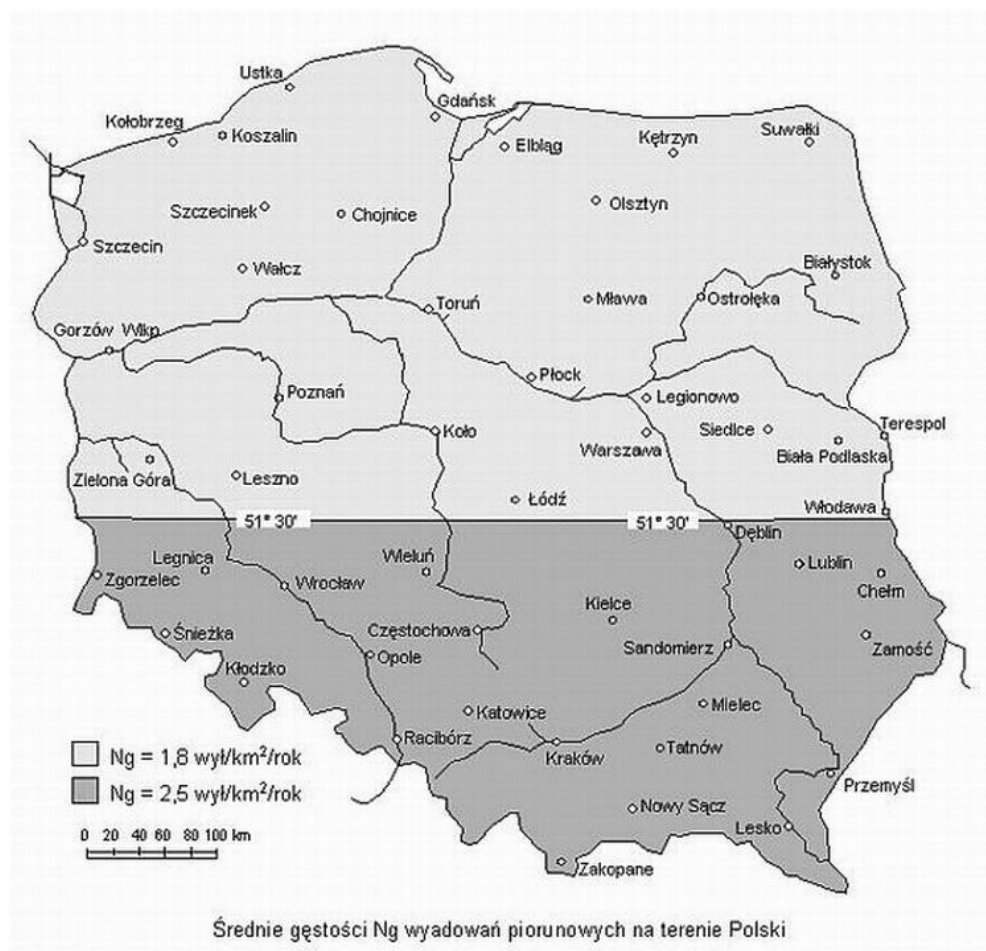 Ustka
Gdańsk
Kołobrzeg
Koszalin
Elbląg
Kętrzyn
Suwałki
Szczecinek
Chojnice
Olsztyn
Szczecin
Wałcz
Białystok
Toruń
Mława
Ostrołęka
Gorzów Wlkp
Płock
Poznań
Legionowo
Koło
Warszawa
Siedlce
Terespol
Biała Podlaska
Zielona Góra
Leszno
Łódź
Włodawa
51° 30'
51° 30'
Dęblin
Legnica
Wieluń
Zgorzelec
Wrocław
Lublin
Chełm
Kielce
Śnieżka
Częstochowa
Opole
Sandomierz
Zamość
Kłodzko
Katowice
Mielec
Racibórz
Kraków
Tatnów
Przemyśl
Nowy Sącz
Lesko
Zakopane
Ng = 1,8 wył/km²/rok
Ng = 2,5 wył/km²/rok
0 20 40 60 80 100 km
Średnie gęstości Ng wyadowań piorunowych na terenie Polski